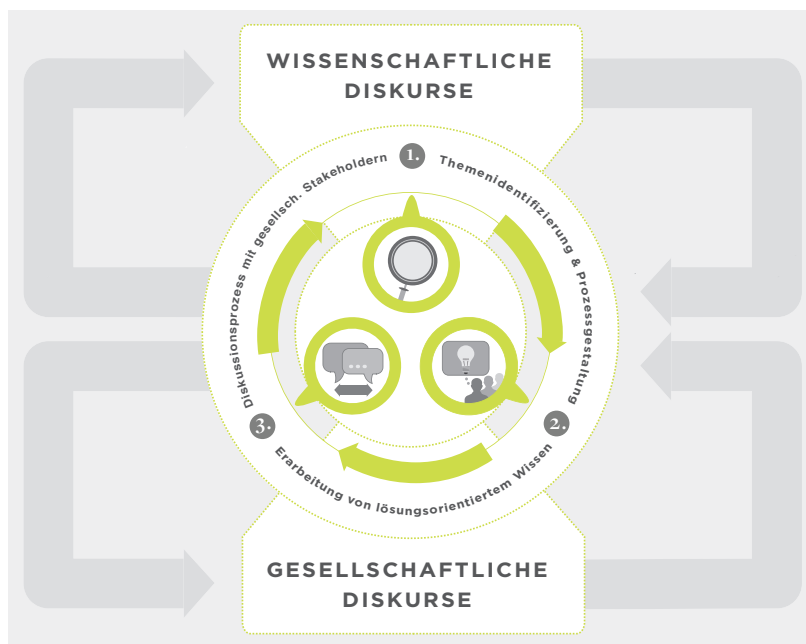 WISSENSCHAFTLICHE
DISKURSE
1.
Themenidentifizierung & Prozessgestaltung
2.
Erarbeitung von lösungsorientiertem Wissen
3.
Diskussionsprozess mit gesellsch. Stakeholdern
GESELLSCHAFTLICHE
DISKURSE